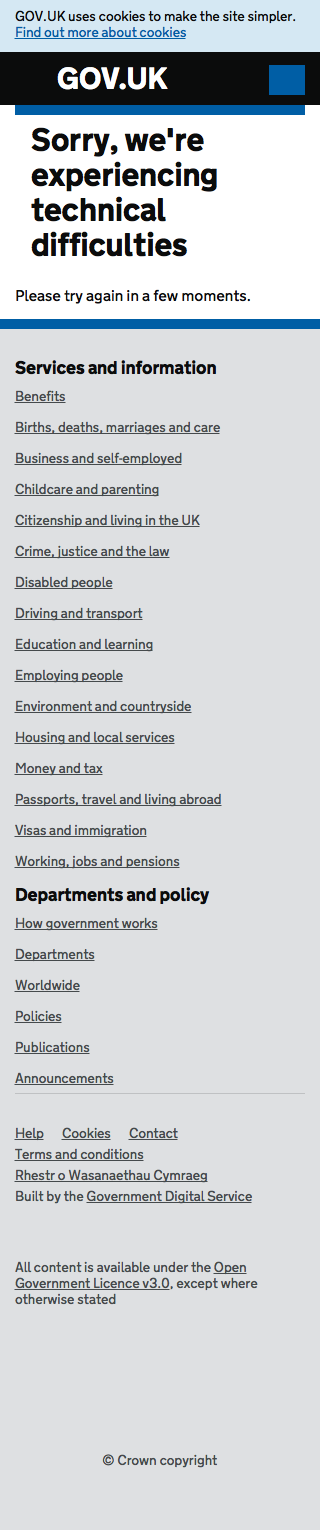 GOV.UK uses cookies to make the site simpler.
Find out more about cookies
GOV.UK
Sorry, we're
experiencing
technical
difficulties
Please try again in a few moments.
Services and information
Benefits
Births, deaths, marriages and care
Business and self-employed
Childcare and parenting
Citizenship and living in the UK
Crime, justice and the law
Disabled people
Driving and transport
Education and learning
Employing people
Environment and countryside
Housing and local services
Money and tax
Passports, travel and living abroad
Visas and immigration
Working, jobs and pensions
Departments and policy
How government works
Departments
Worldwide
Policies
Publications
Announcements
Help Cookies Contact
Terms and conditions
Rhestr o Wasanaethau Cymraeg
Built by the Government Digital Service
All content is available under the Open
Government Licence v3.0, except where
otherwise stated
© Crown copyright